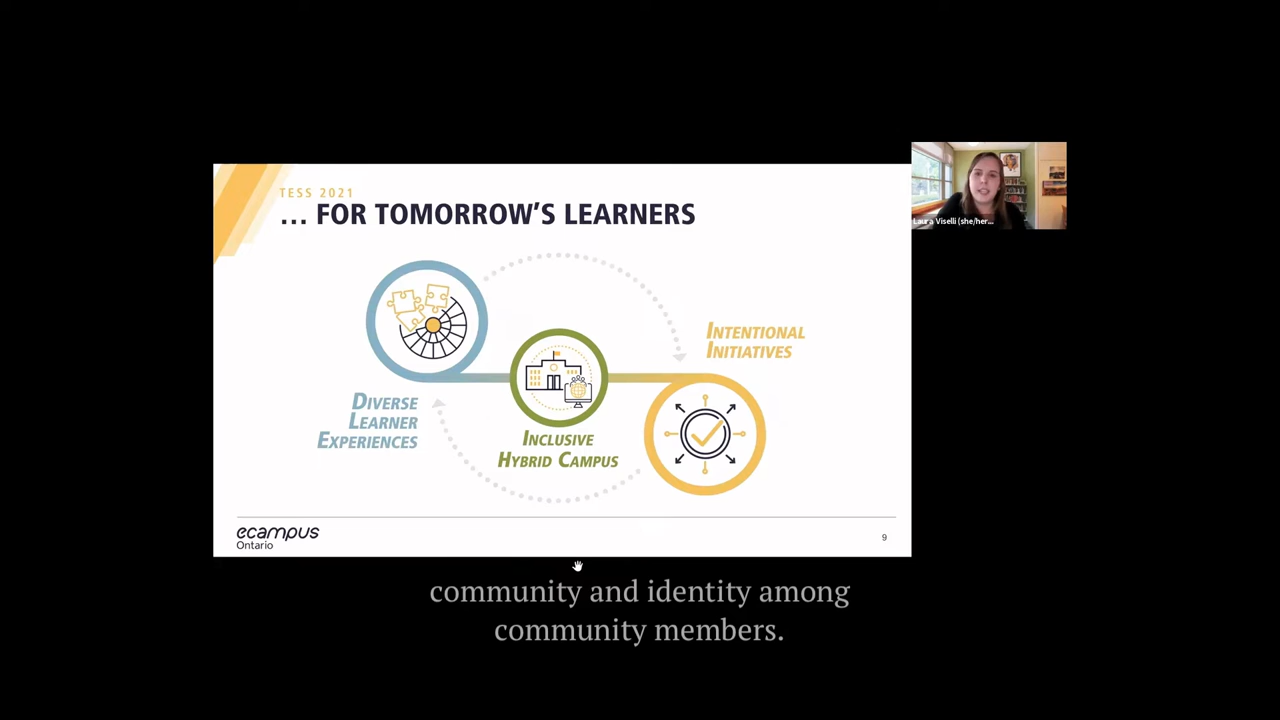 TESS 2021
... FOR TOMORROW'S LEARNERS
Laura Viselli (she/her...
INTENTIONAL
INITIATIVES
DIVERSE
LEARNER
EXPERIENCES
INCLUSIVE
HYBRID CAMPUS
ecampus
Ontario
9
community and identity among
community members.